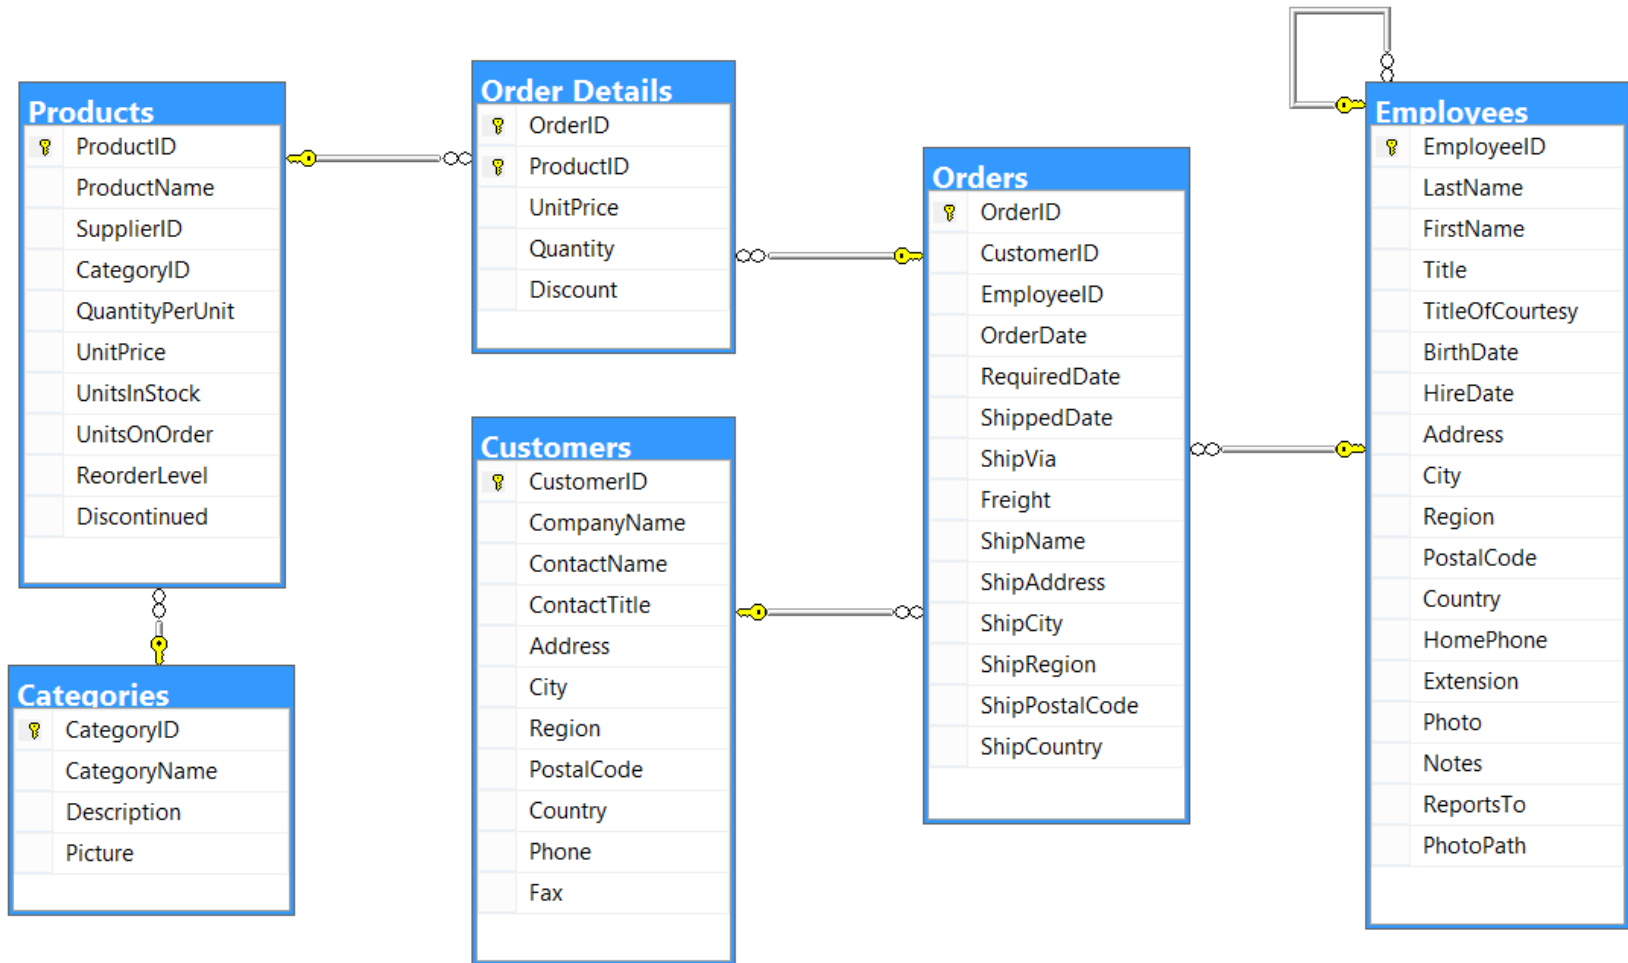 Products
ProductID
ProductName
SupplierID
CategoryID
QuantityPerUnit
UnitPrice
UnitsInStock
UnitsOnOrder
ReorderLevel
Discontinued
Categories
CategoryID
CategoryName
Description
Picture
Order Details
OrderID
ProductID
UnitPrice
Quantity
Discount
Customers
CustomerID
CompanyName
ContactName
ContactTitle
Address
City
Region
PostalCode
Country
Phone
Fax
Orders
OrderID
CustomerID
EmployeeID
OrderDate
RequiredDate
ShippedDate
ShipVia
Freight
ShipName
ShipAddress
ShipCity
ShipRegion
ShipPostalCode
ShipCountry
Employees
EmployeeID
LastName
FirstName
Title
TitleOfCourtesy
BirthDate
HireDate
Address
City
Region
PostalCode
Country
HomePhone
Extension
Photo
Notes
ReportsTo
PhotoPath